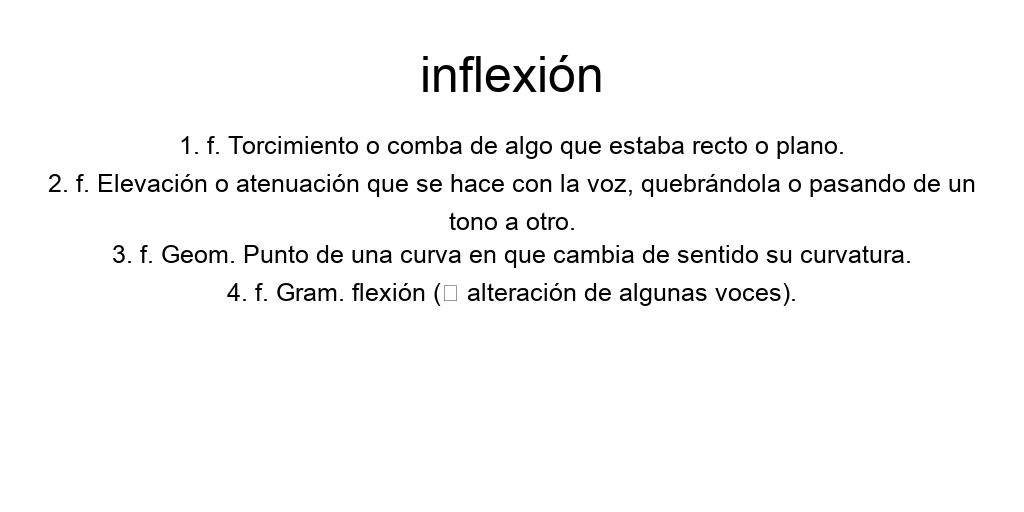 inflexión
1. f. Torcimiento o comba de algo que estaba recto o plano.
2. f. Elevación o atenuación que se hace con la voz, quebrándola o pasando de un
tono a otro.
3. f. Geom. Punto de una curva en que cambia de sentido su curvatura.
4. f. Gram. flexión (□ alteración de algunas voces).